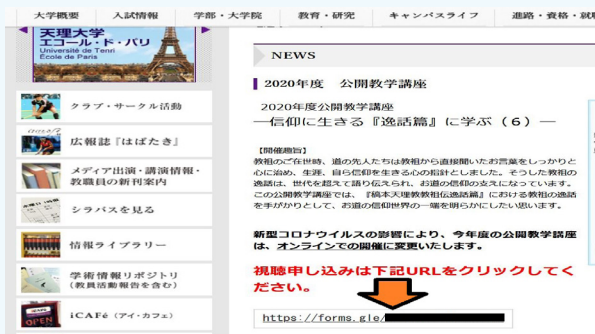 大学概要 入試情報 学部・大学院 教育・研究 キャンパスライフ 進路・資格・就
天理大学
エコール・ド・パリ
Université de Tenri
École de Paris
クラブ・サークル活動
広報誌『はばたき』
メディア出演・講演情報・
教職員の新刊案内
シラバスを見る
情報ライブラリー
学術情報リポジトリ
(教員活動報告を含む)
OPEN
iCAFé（アイ・カフェ）
NEWS
2020年度 公開教学講座
2020年度公開教学講座
―信仰に生きる『逸話篇』に学ぶ（６）―
【開催趣旨】
教祖のご在世時、道の先人たちは教祖から直接聞いたお言葉をしっかりと
心に治め、生涯、自ら信仰を生きる心の指針としました。そうした教祖の
逸話は、世代を超えて語り伝えられ、お道の信仰の支えになっています。
この公開教学講座では、『稿本天理教教祖伝逸話篇』における教祖の逸話
を手がかりとして、お道の信仰世界の一端を明らかにしたい思います。
新型コロナウイルスの影響により、今年度の公開教学講座
は、オンラインでの開催に変更いたします。
視聴申し込みは下記URLをクリックしてく
ださい。
https://forms.gle/